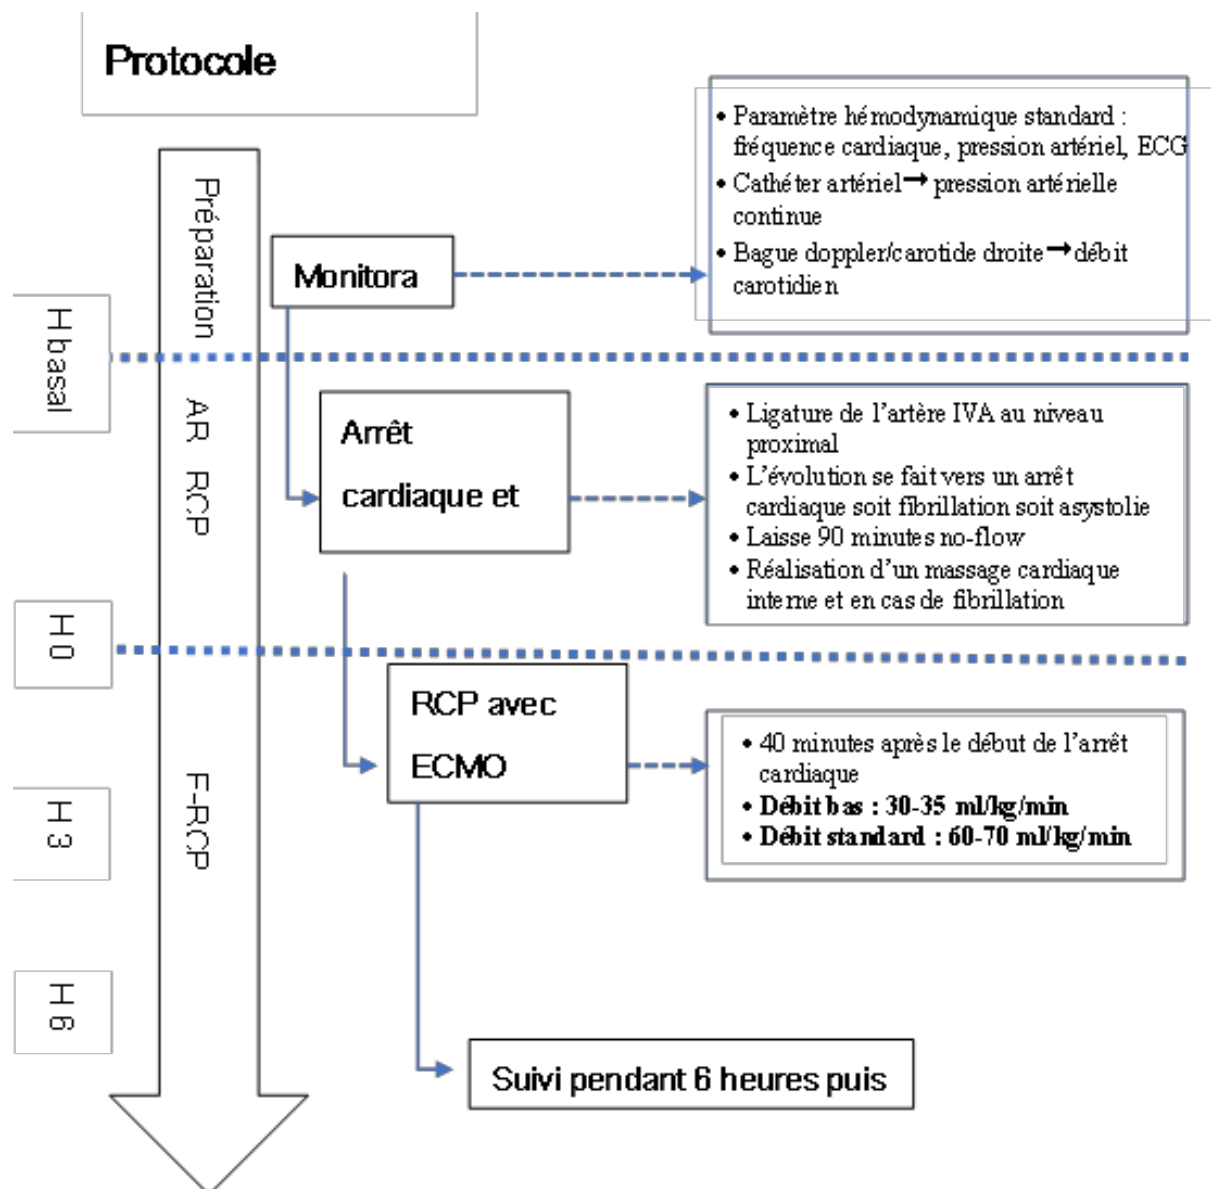 Protocole
Préparation
AR RCP
F-RCP
H basal
H 0
H 3
H 6
Monitora
• Paramètre hémodynamique standard :
fréquence cardiaque, pression artériel, ECG
• Cathéter artériel➞ pression artérielle
continue
• Bague doppler/carotide droite➞débit
carotidien
Arrêt
cardiaque et
• Ligature de l’artère IVA au niveau
proximal
• L’évolution se fait vers un arrêt
cardiaque soit fibrillation soit asystolie
• Laisse 90 minutes no-flow
• Réalisation d’un massage cardiaque
interne et en cas de fibrillation
RCP avec
ECMO
• 40 minutes après le début de l’arrêt
cardiaque
• Débit bas : 30-35 ml/kg/min
• Débit standard : 60-70 ml/kg/min
Suivi pendant 6 heures puis